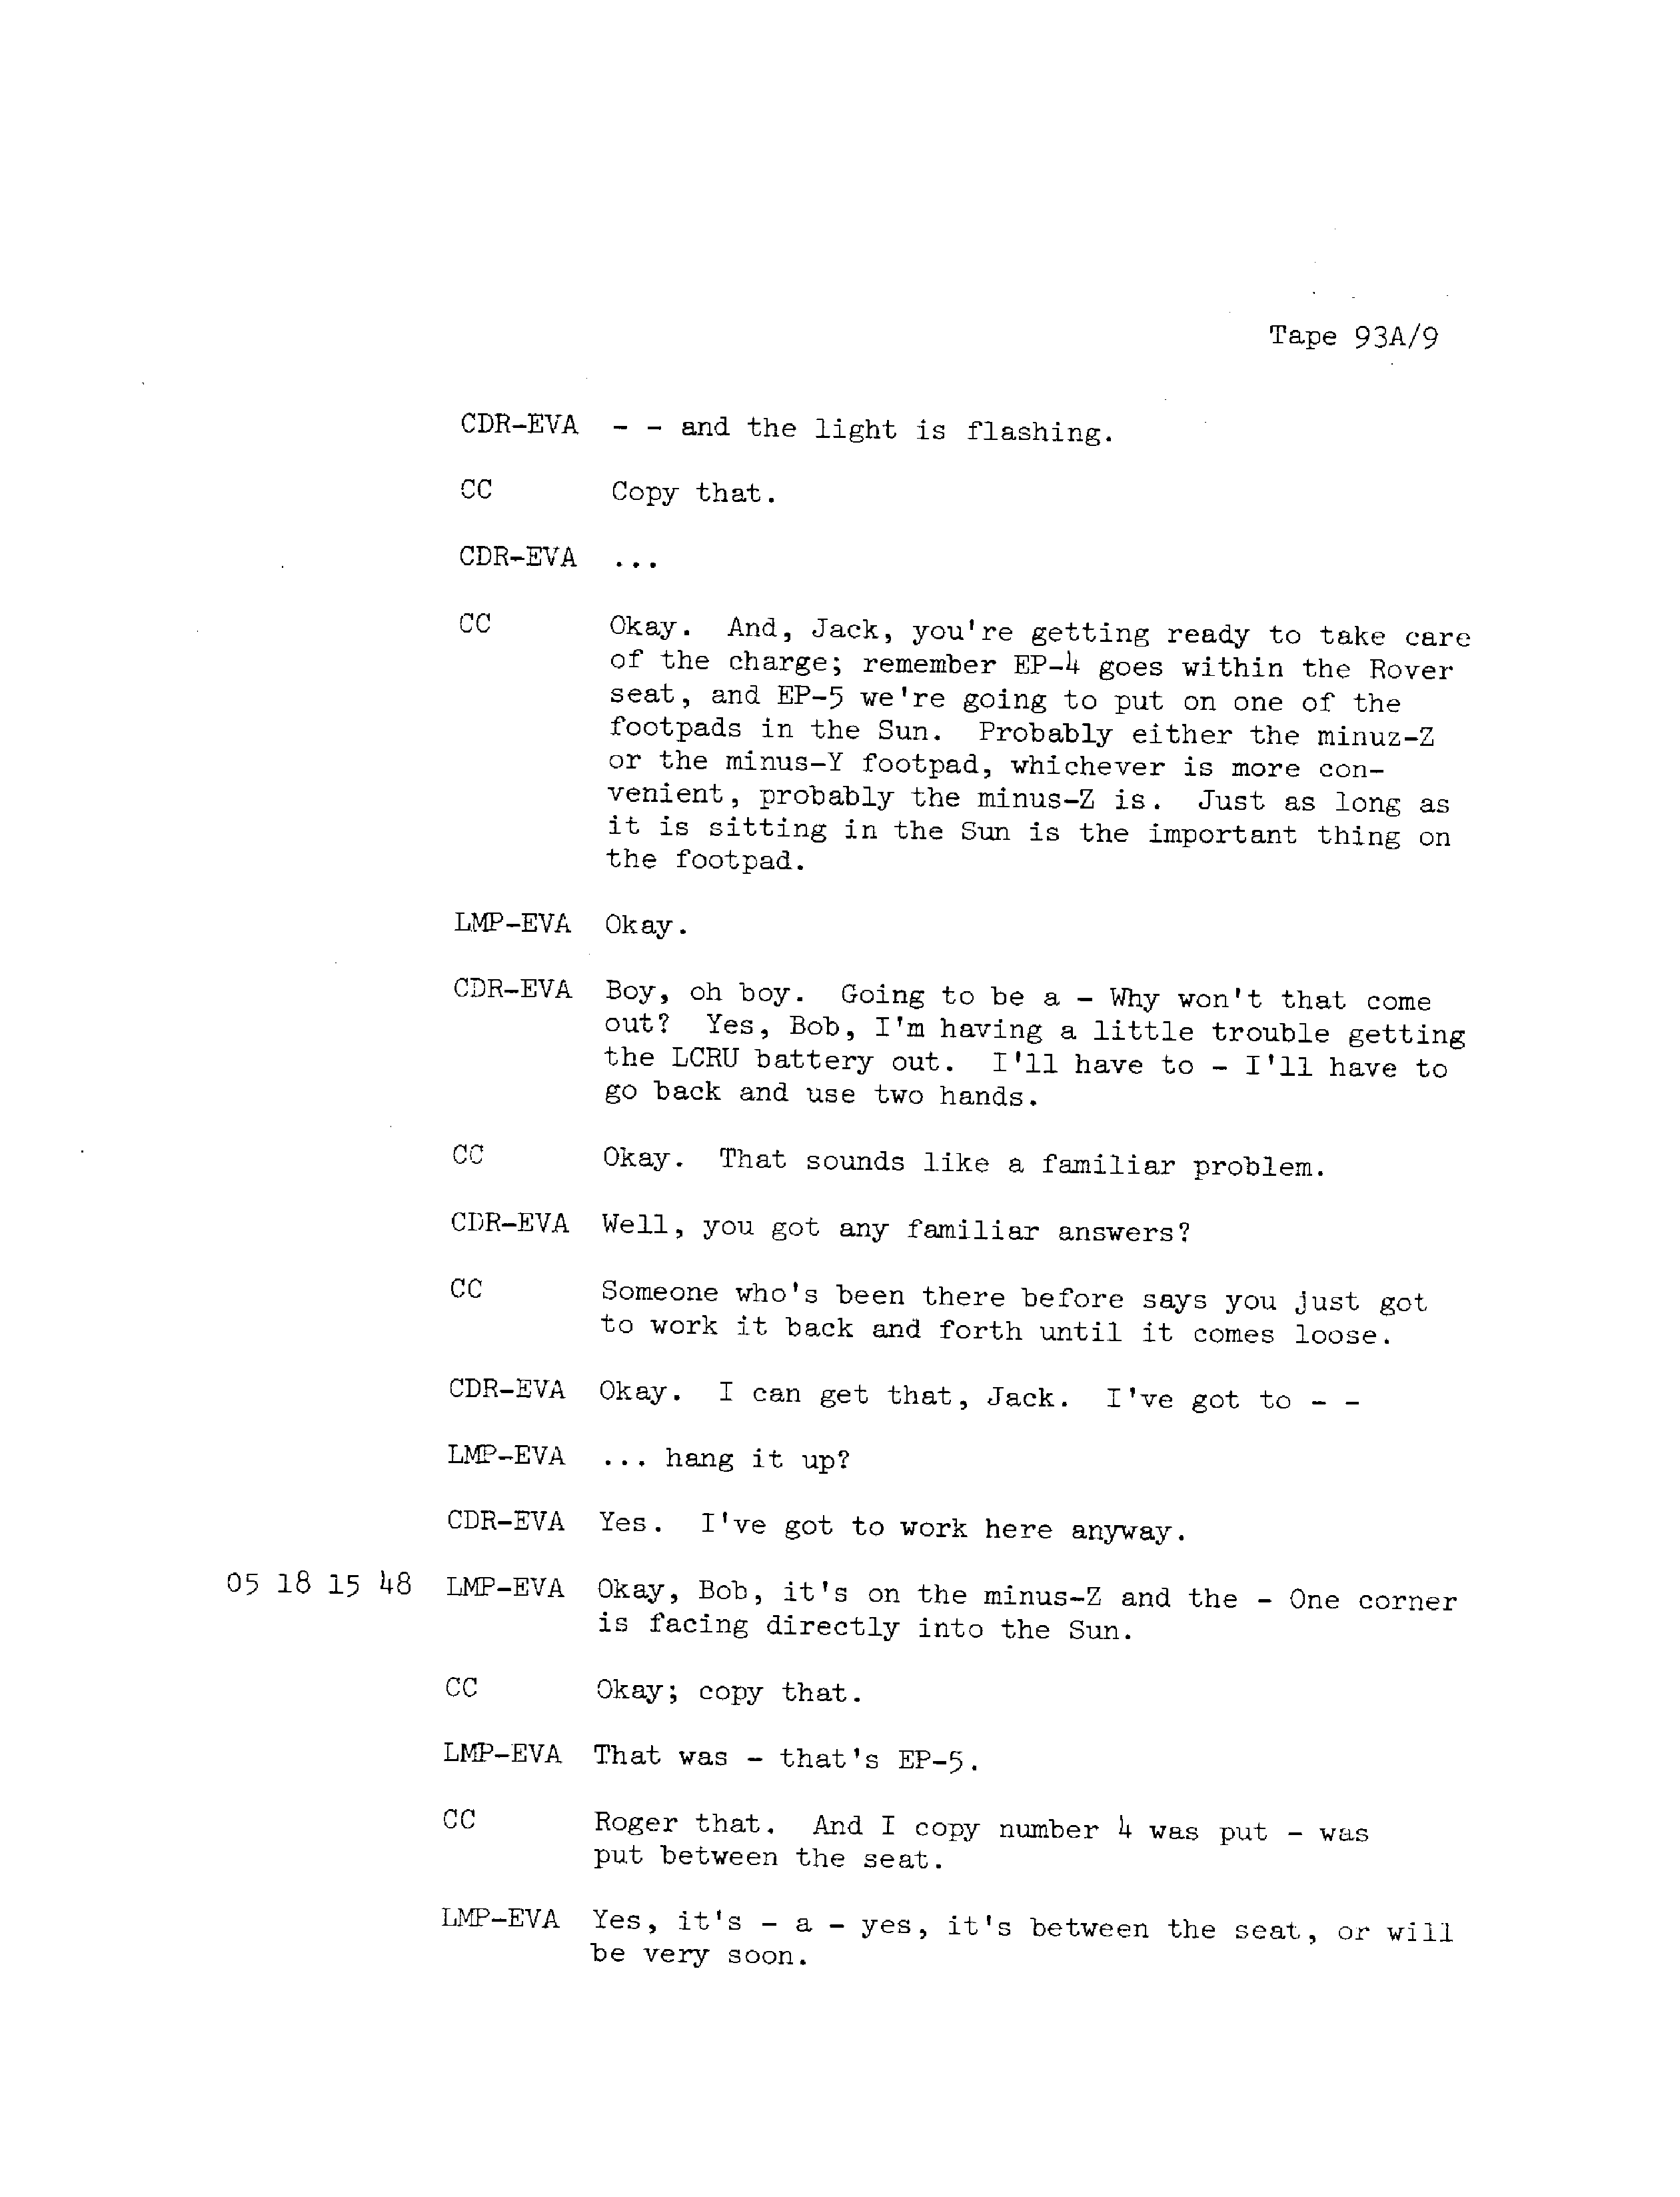 Tape 93A/9
CDR-EVA - - and the light is flashing.
CC Copy that.
CDR-EVA ...
CC Okay. And, Jack, you're getting ready to take care
of the charge; remember EP-4 goes within the Rover
seat, and EP-5 we're going to put on one of the
footpads in the Sun. Probably either the minuz-Z
or the minus-Y footpad, whichever is more con-
venient, probably the minus-Z is. Just as long as
it is sitting in the Sun is the important thing on
the footpad.
LMP-EVA Okay.
CDR-EVA Boy, oh boy. Going to be a - Why won't that come
out? Yes, Bob, I'm having a little trouble getting
the LCRU battery out. I'll have to - I'll have to
go back and use two hands.
CC Okay. That sounds like a familiar problem.
CDR-EVA Well, you got any familiar answers?
CC Someone who's been there before says you just got
to work it back and forth until it comes loose.
CDR-EVA Okay. I can get that, Jack. I've got to - -
LMP-EVA ... hang it up?
CDR-EVA Yes. I've got to work here anyway.
05 18 15 48 LMP-EVA Okay, Bob, it's on the minus-Z and the - One corner
is facing directly into the Sun.
CC Okay; copy that.
LMP-EVA That was - that's EP-5.
CC Roger that. And I copy number 4 was put - was
put between the seat.
LMP-EVA Yes, it's - a - yes, it's between the seat, or will
be very soon.